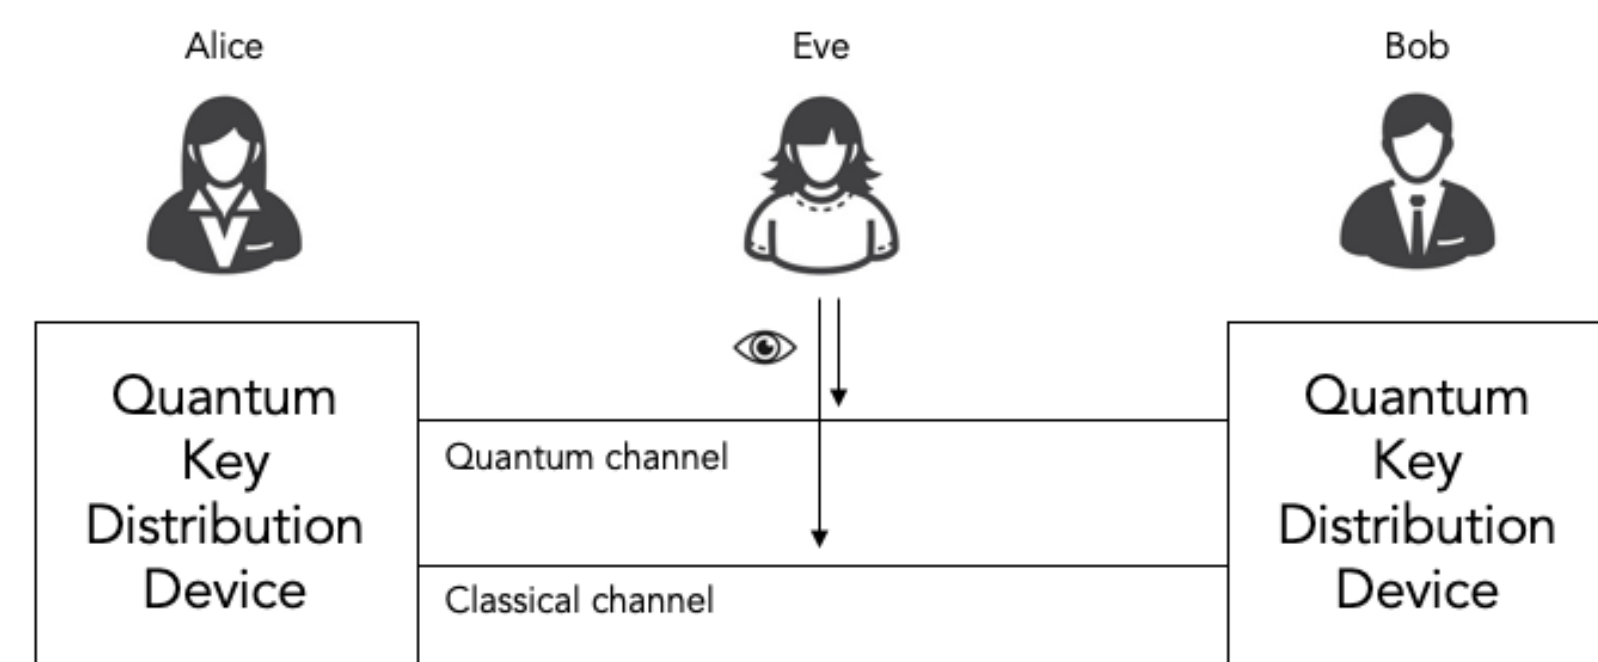 Alice
Eve
Bob
Quantum
Key
Distribution
Device
Quantum channel
Classical channel
Quantum
Key
Distribution
Device